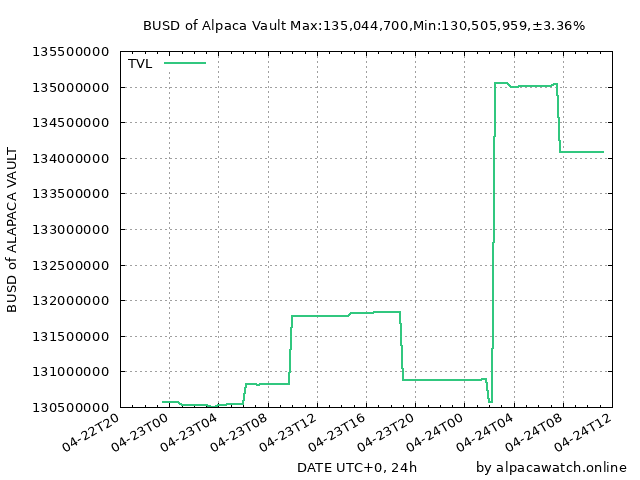 BUSD of Alpaca Vault Max:135,044,700,Min:130,505,959,±3.36%
TVL
135500000
135000000
134500000
134000000
133500000
133000000
132500000
132000000
131500000
131000000
130500000
BUSD of ALAPACA VAULT
04-22T20
04-23T00
04-23T04
04-23T08
04-23T12
04-23T16
04-23T20
04-24T00
04-24T04
04-24T08
04-24T12
DATE UTC+0, 24h
by alpacawatch.online